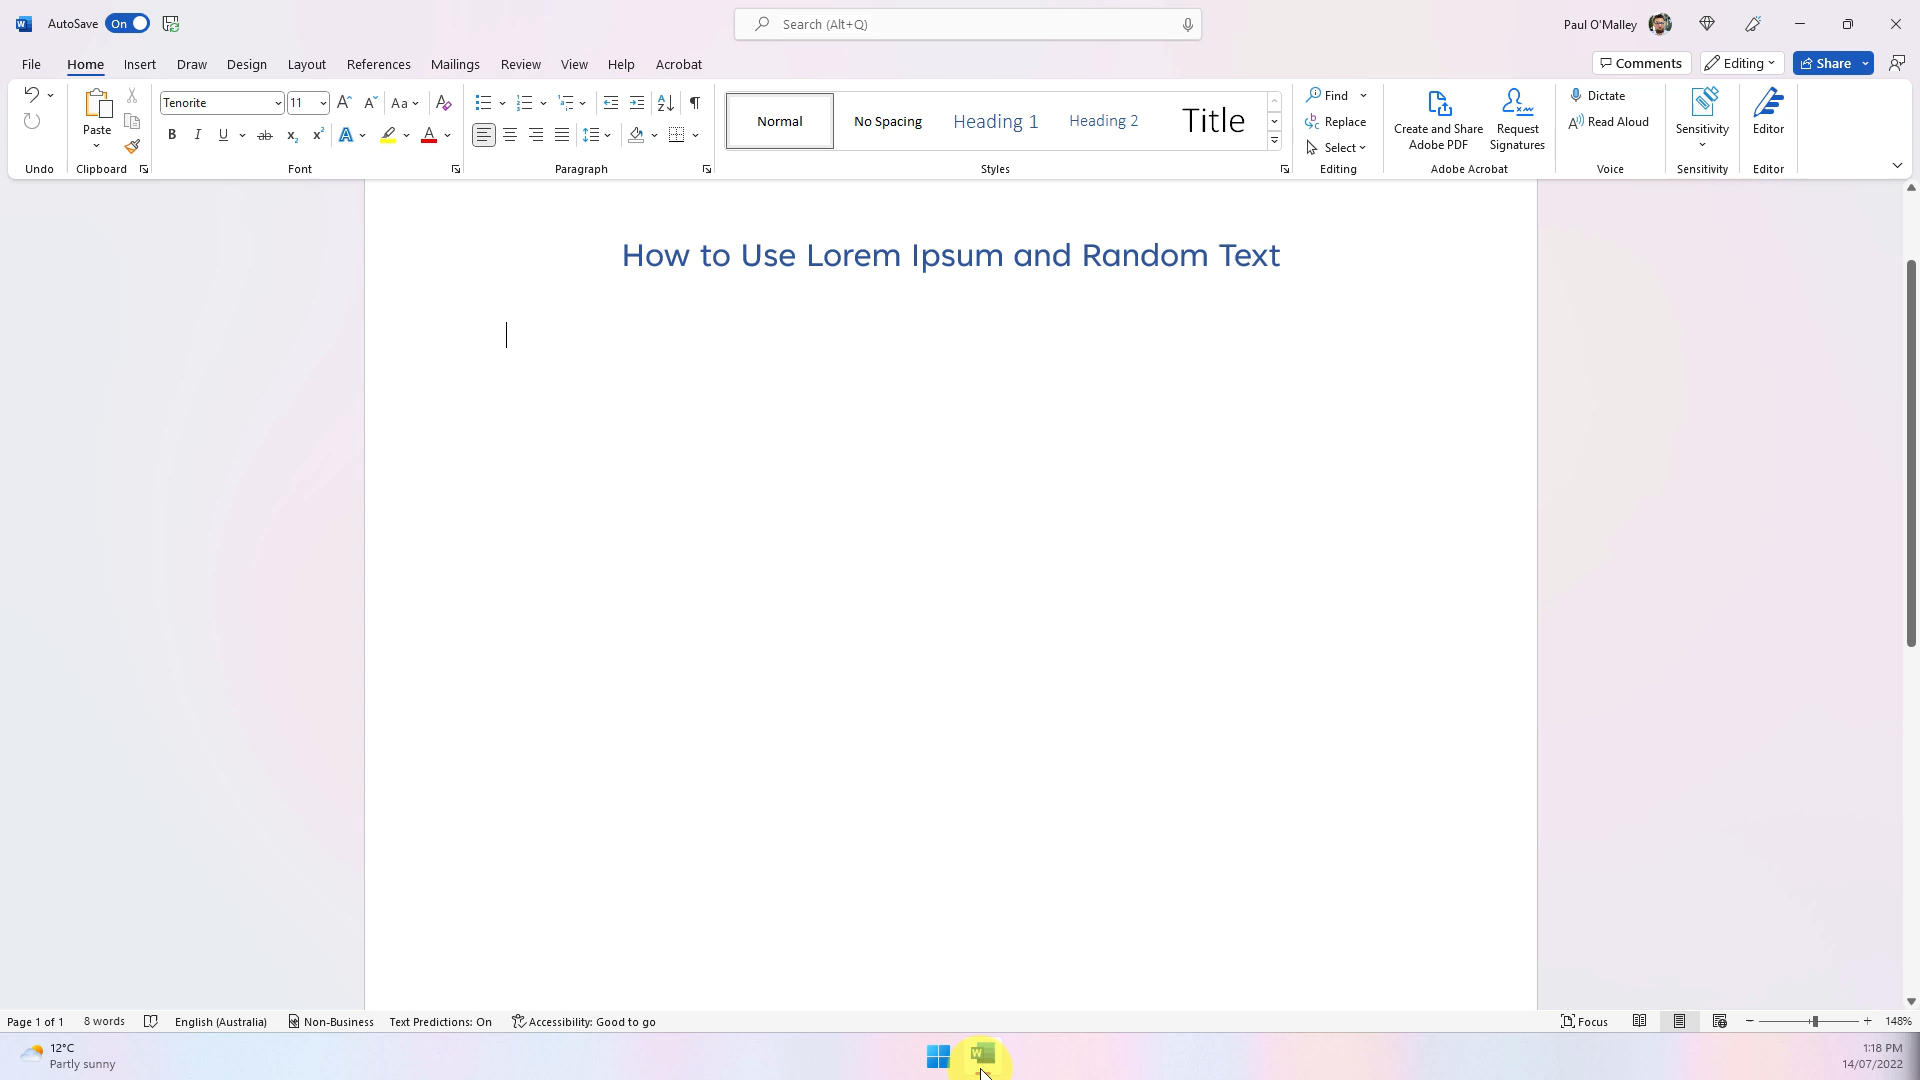 AutoSave On
Search (Alt+Q)
Paul O'Malley
File Home Insert Draw Design Layout References Mailings Review View Help Acrobat
Comments Editing Share
Paste
Tenorite 11
Normal No Spacing Heading 1 Heading 2 Title
Find
Replace
Select
Create and Share Adobe PDF
Request Signatures
Dictate
Read Aloud
Sensitivity
Editor
Undo Clipboard Font Paragraph Styles Editing Adobe Acrobat Voice Sensitivity Editor
How to Use Lorem Ipsum and Random Text
Page 1 of 1 8 words English (Australia) Non-Business Text Predictions: On Accessibility: Good to go Focus 148%
12°C
Partly sunny
1:18 PM
14/07/2022